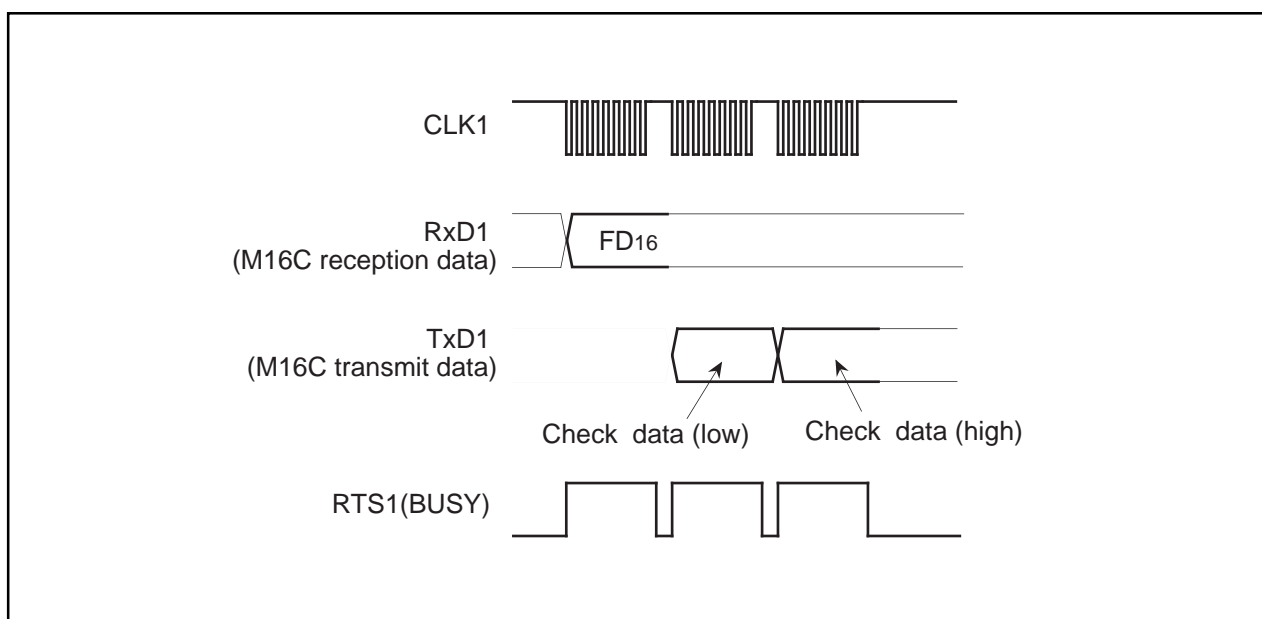 CLK1
RxD1
(M16C reception data)
FD16
TxD1
(M16C transmit data)
Check data (low)
Check data (high)
RTS1(BUSY)